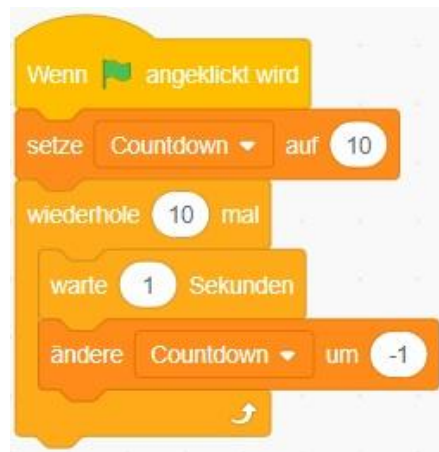 Wenn angeklickt wird
setze Countdown auf 10
wiederhole 10 mal
warte 1 Sekunden
ändere Countdown um -1